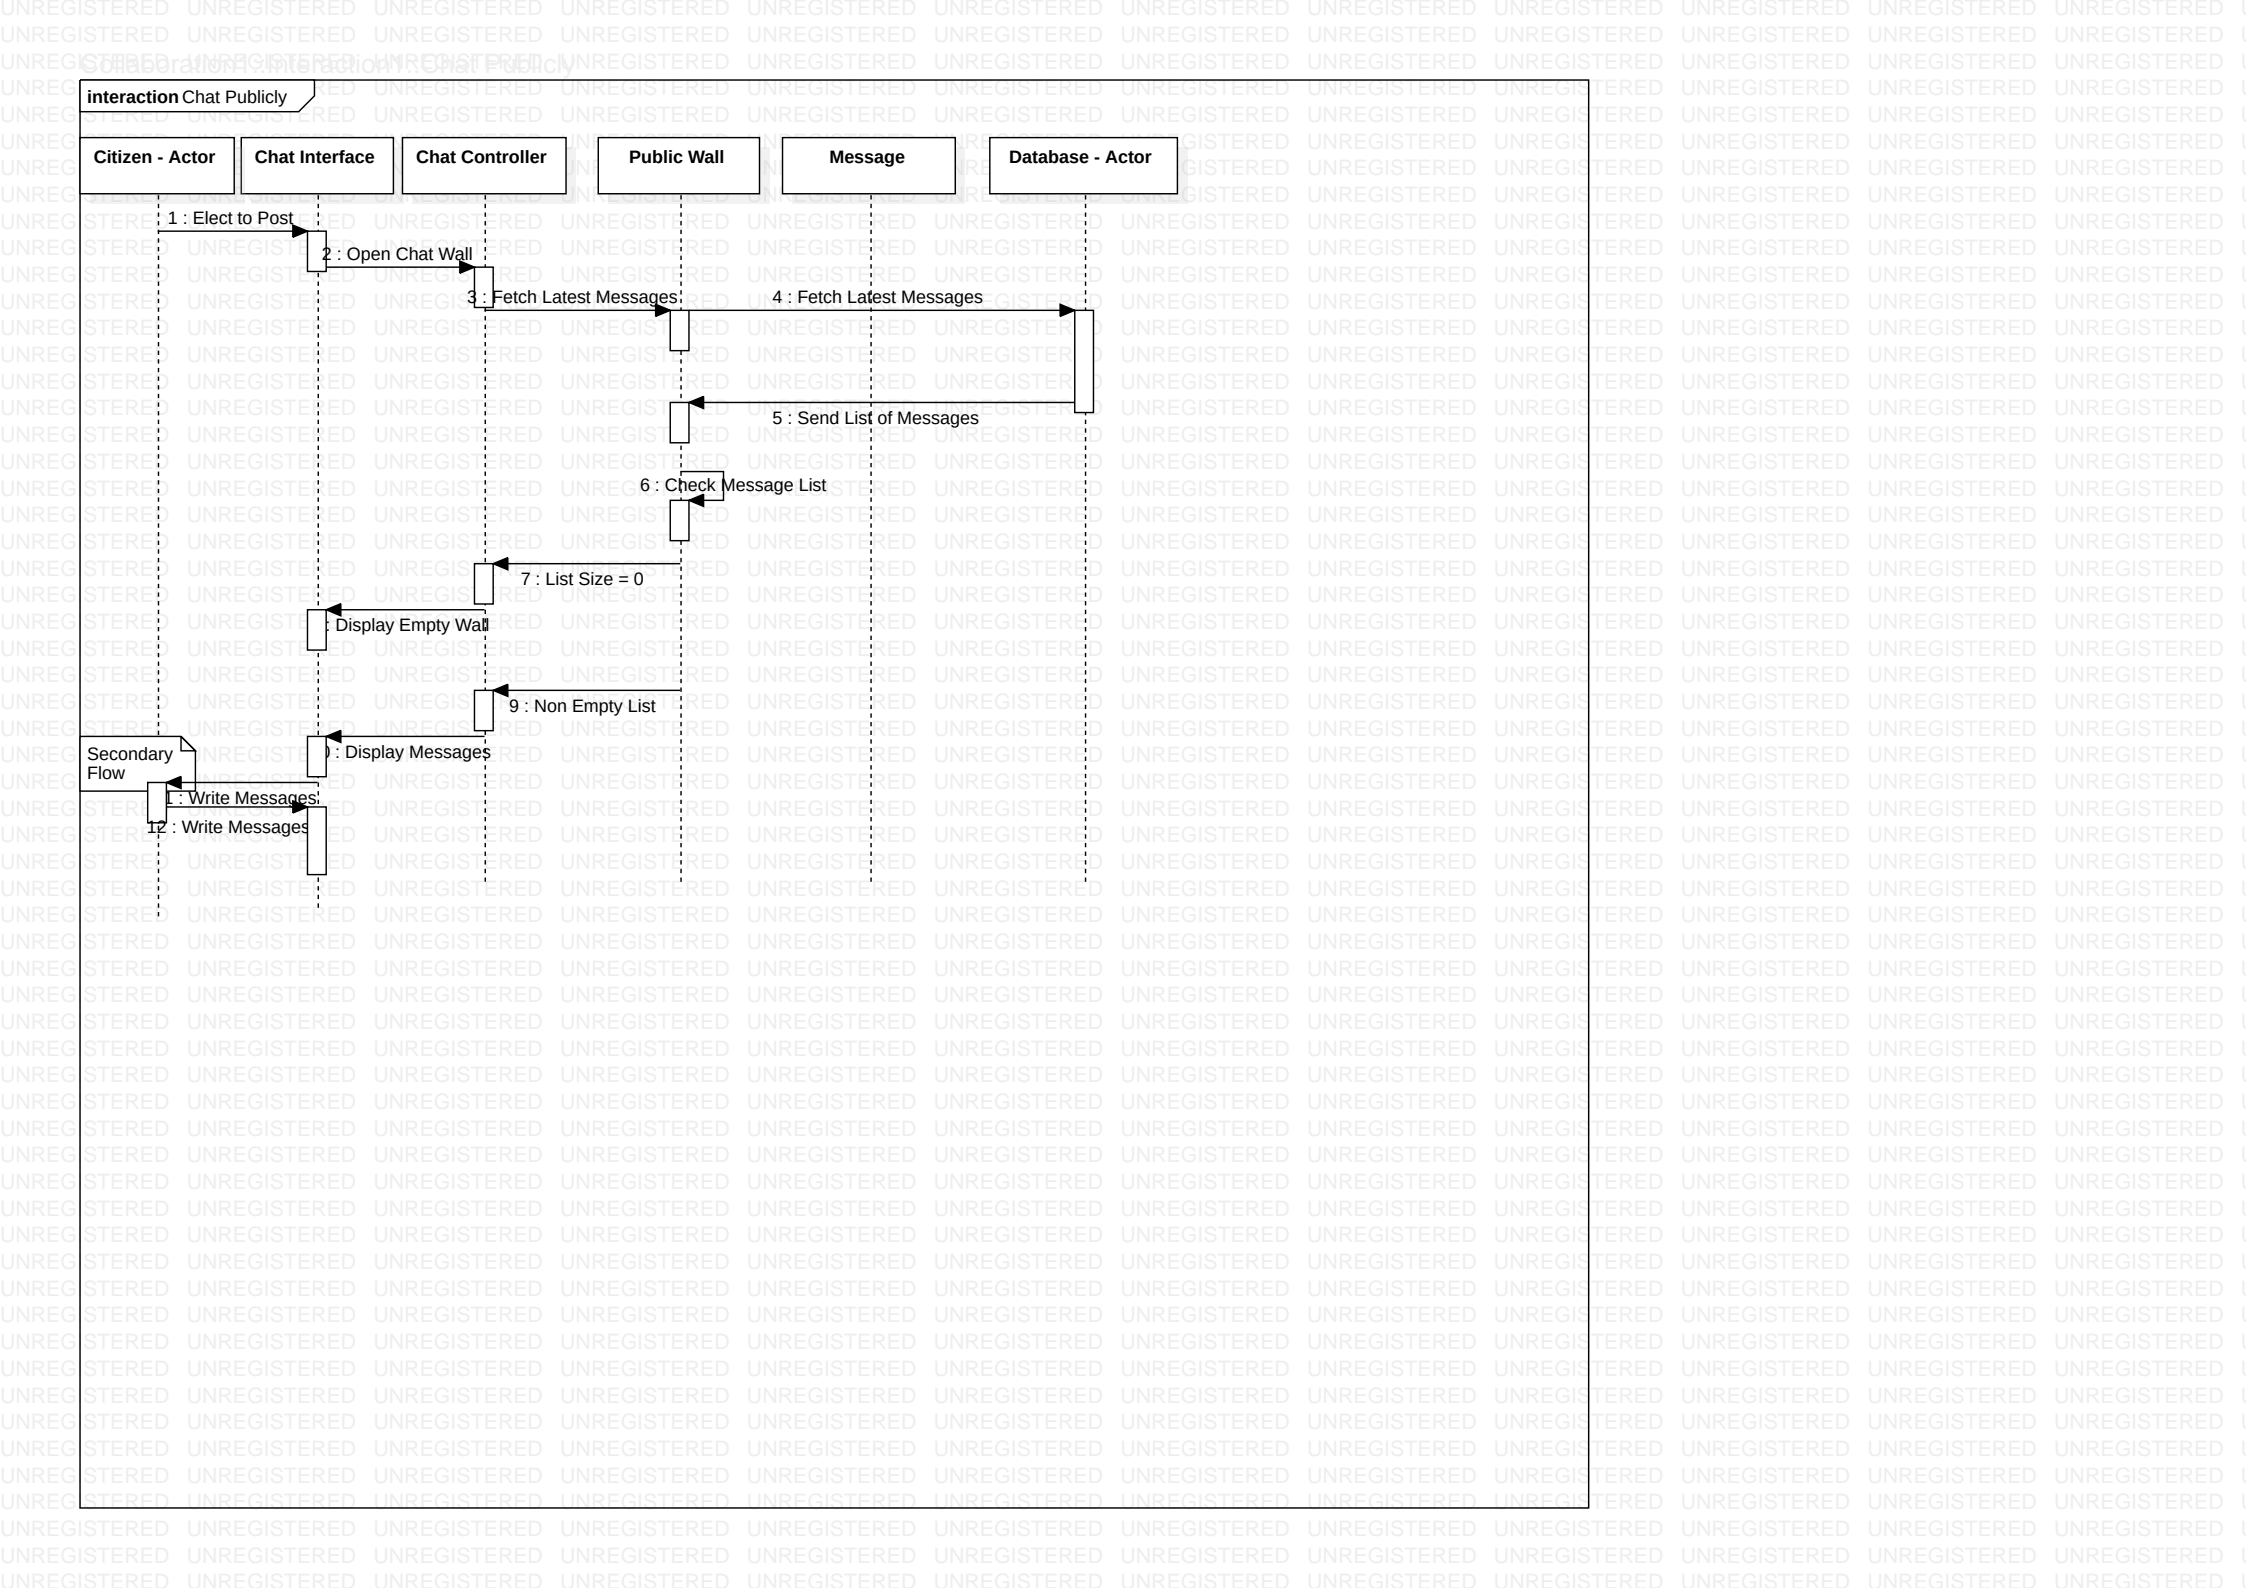 Collaboration1::Interaction1::Chat Publicly
interaction Chat Publicly
Citizen - Actor
Chat Interface
Chat Controller
Public Wall
Message
Database - Actor
1 : Elect to Post
2 : Open Chat Wall
3 : Fetch Latest Messages
4 : Fetch Latest Messages
5 : Send List of Messages
6 : Check Message List
7 : List Size = 0
: Display Empty Wall
9 : Non Empty List
Secondary
Flow
: Display Messages
1 : Write Messages
12 : Write Messages
UNREGISTERED